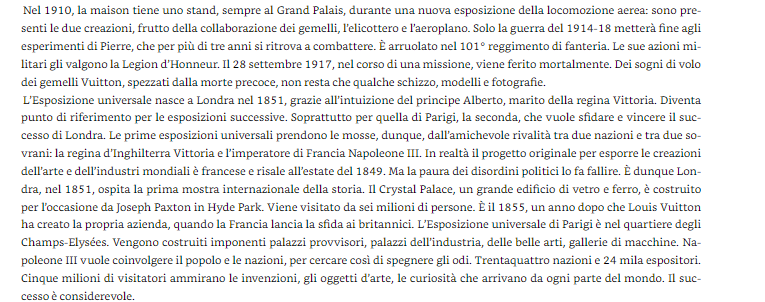 Nel 1910, la maison tiene uno stand, sempre al Grand Palais, durante una nuova esposizione della locomozione aerea: sono pre-
senti le due creazioni, frutto della collaborazione dei gemelli, l'elicottero e l'aeroplano. Solo la guerra del 1914-18 metterà fine agli
esperimenti di Pierre, che per più di tre anni si ritrova a combattere. È arruolato nel 101° reggimento di fanteria. Le sue azioni mi-
litari gli valgono la Legion d'Honneur. Il 28 settembre 1917, nel corso di una missione, viene ferito mortalmente. Dei sogni di volo
dei gemelli Vuitton, spezzati dalla morte precoce, non resta che qualche schizzo, modelli e fotografie.
L'Esposizione universale nasce a Londra nel 1851, grazie all'intuizione del principe Alberto, marito della regina Vittoria. Diventa
punto di riferimento per le esposizioni successive. Soprattutto per quella di Parigi, la seconda, che vuole sfidare e vincere il suc-
cesso di Londra. Le prime esposizioni universali prendono le mosse, dunque, dall'amichevole rivalità tra due nazioni e tra due so-
vrani: la regina d'Inghilterra Vittoria e l'imperatore di Francia Napoleone III. In realtà il progetto originale per esporre le creazioni
dell'arte e dell'industri mondiali è francese e risale all'estate del 1849. Ma la paura dei disordini politici lo fa fallire. È dunque Lon-
dra, nel 1851, ospita la prima mostra internazionale della storia. Il Crystal Palace, un grande edificio di vetro e ferro, è costruito
per l'occasione da Joseph Paxton in Hyde Park. Viene visitato da sei milioni di persone. È il 1855, un anno dopo che Louis Vuitton
ha creato la propria azienda, quando la Francia lancia la sfida ai britannici. L'Esposizione universale di Parigi è nel quartiere degli
Champs-Elysées. Vengono costruiti imponenti palazzi provvisori, palazzi dell'industria, delle belle arti, gallerie di macchine. Na-
poleone III vuole coinvolgere il popolo e le nazioni, per cercare così di spegnere gli odi. Trentaquattro nazioni e 24 mila espositori.
Cinque milioni di visitatori ammirano le invenzioni, gli oggetti d'arte, le curiosità che arrivano da ogni parte del mondo. Il suc-
cesso è considerevole.